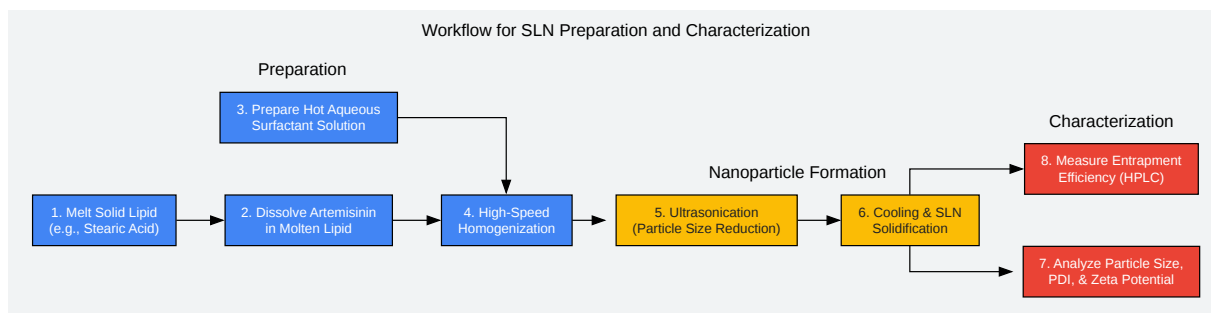 Workflow for SLN Preparation and Characterization
Preparation
3. Prepare Hot Aqueous
Surfactant Solution
1. Melt Solid Lipid
(e.g., Stearic Acid)
2. Dissolve Artemisinin
in Molten Lipid
4. High-Speed
Homogenization
Nanoparticle Formation
5. Ultrasonication
(Particle Size Reduction)
6. Cooling & SLN
Solidification
Characterization
8. Measure Entrapment
Efficiency (HPLC)
7. Analyze Particle Size,
PDI, & Zeta Potential